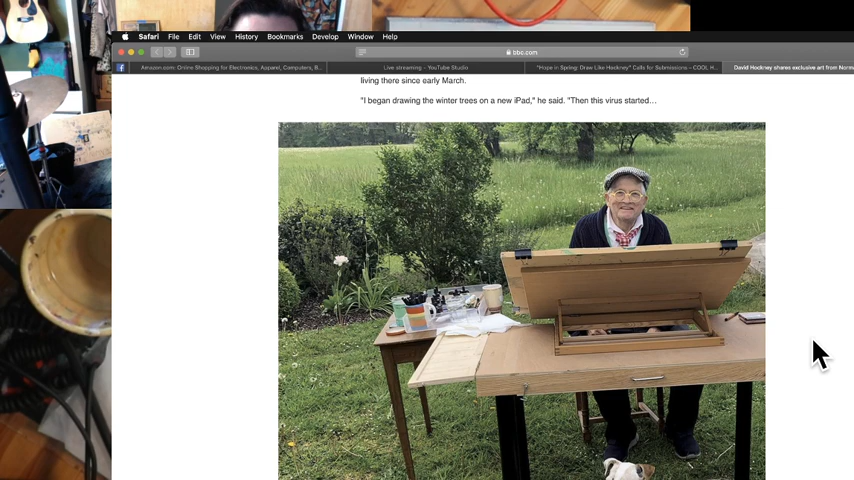 Safari File Edit View History Bookmarks Develop Window Help
bbc.com
Amazon.com: Online Shopping for Electronics, Apparel, Computers, B... Live streaming - YouTube Studio "Hope in Spring: Draw Like Hockney" Calls for Submissions – COOL H... David Hockney shares exclusive art from Norm
living there since early March.
"I began drawing the winter trees on a new iPad," he said. "Then this virus started...